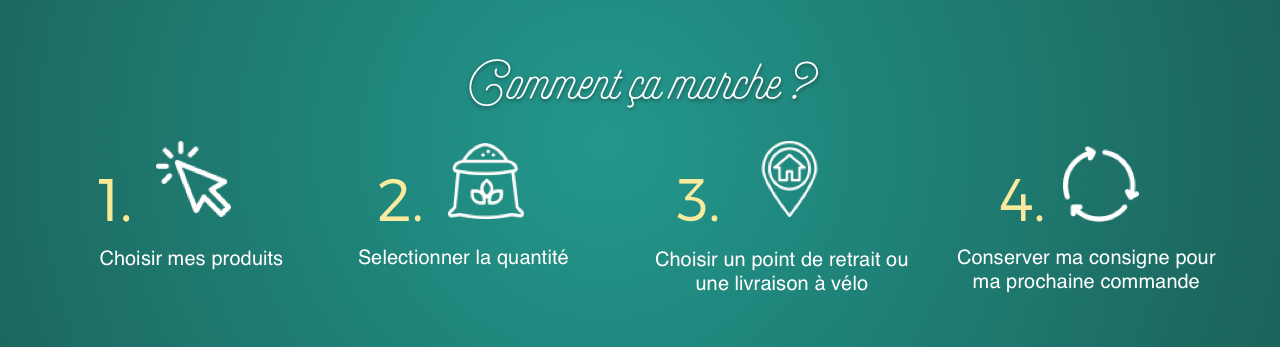 Comment ça marche ?
1.
Choisir mes produits
2.
Selectionner la quantité
3.
Choisir un point de retrait ou
une livraison à vélo
4.
Conserver ma consigne pour
ma prochaine commande